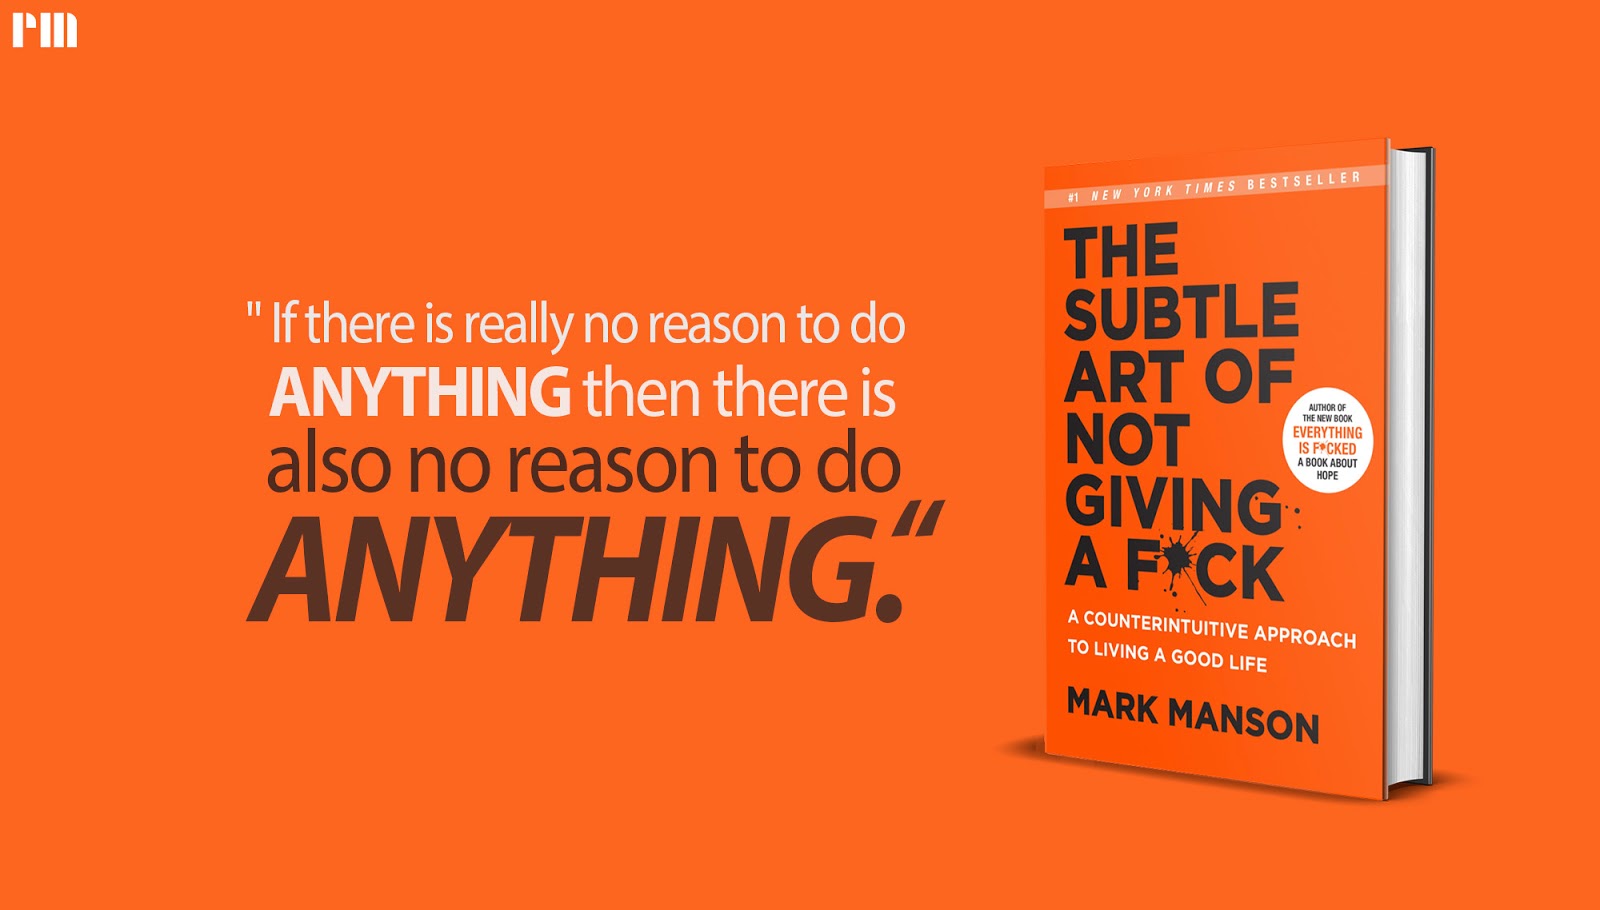 rm
" If there is really no reason to do
ANYTHING then there is
also no reason to do
ANYTHING.“
#1 NEW YORK TIMES BESTSELLER
THE
SUBTLE
ART OF
NOT
GIVING
A F*CK
AUTHOR OF
THE NEW BOOK
EVERYTHING
IS F*CKED
A BOOK ABOUT
HOPE
A COUNTERINTUITIVE APPROACH
TO LIVING A GOOD LIFE
MARK MANSON